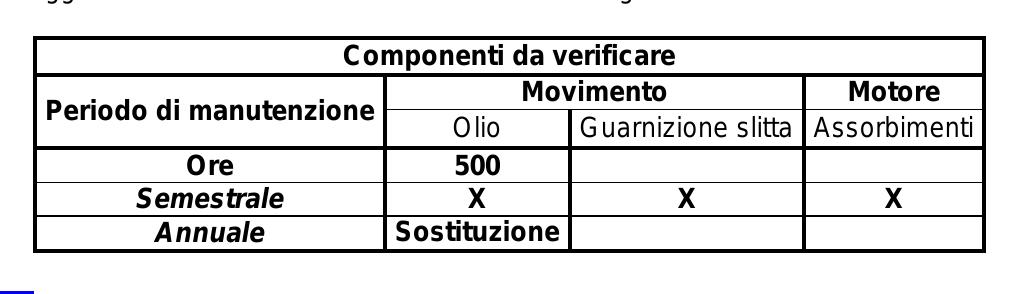 Componenti da verificare
Periodo di manutenzione Movimento Motore
Olio Guarnizione slitta Assorbimenti
Ore 500
Semestrale X X X
Annuale Sostituzione